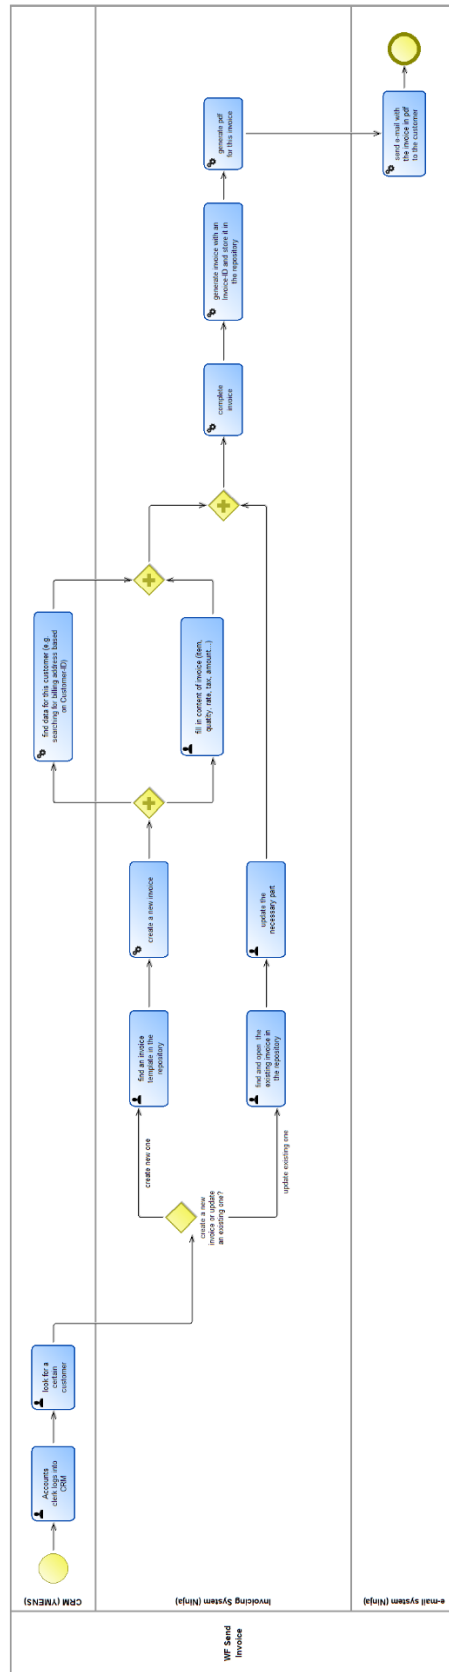 WF Send
Invoice
CRM (YMENS)
Invoicing System (Ninja)
e-mail system (Ninja)
Accounts
clerk logs into
CRM
look for a
certain
customer
create a new
invoice or update
an existing one?
create new one
update existing one
find an invoice
template in the
repository
create a new invoice
find and open the
existing invoice in
the repository
update the
necessary part
find data for this customer (e.g.
searching for billing address based
on Customer-ID)
fill in content of invoice (item,
quatity, rate, tax, amount...)
complete
invoice
generate invoice with an
Invoice-ID and store it in
the repository
generate pdf
for this invoice
send e-mail with
the invoice in pdf
to the customer